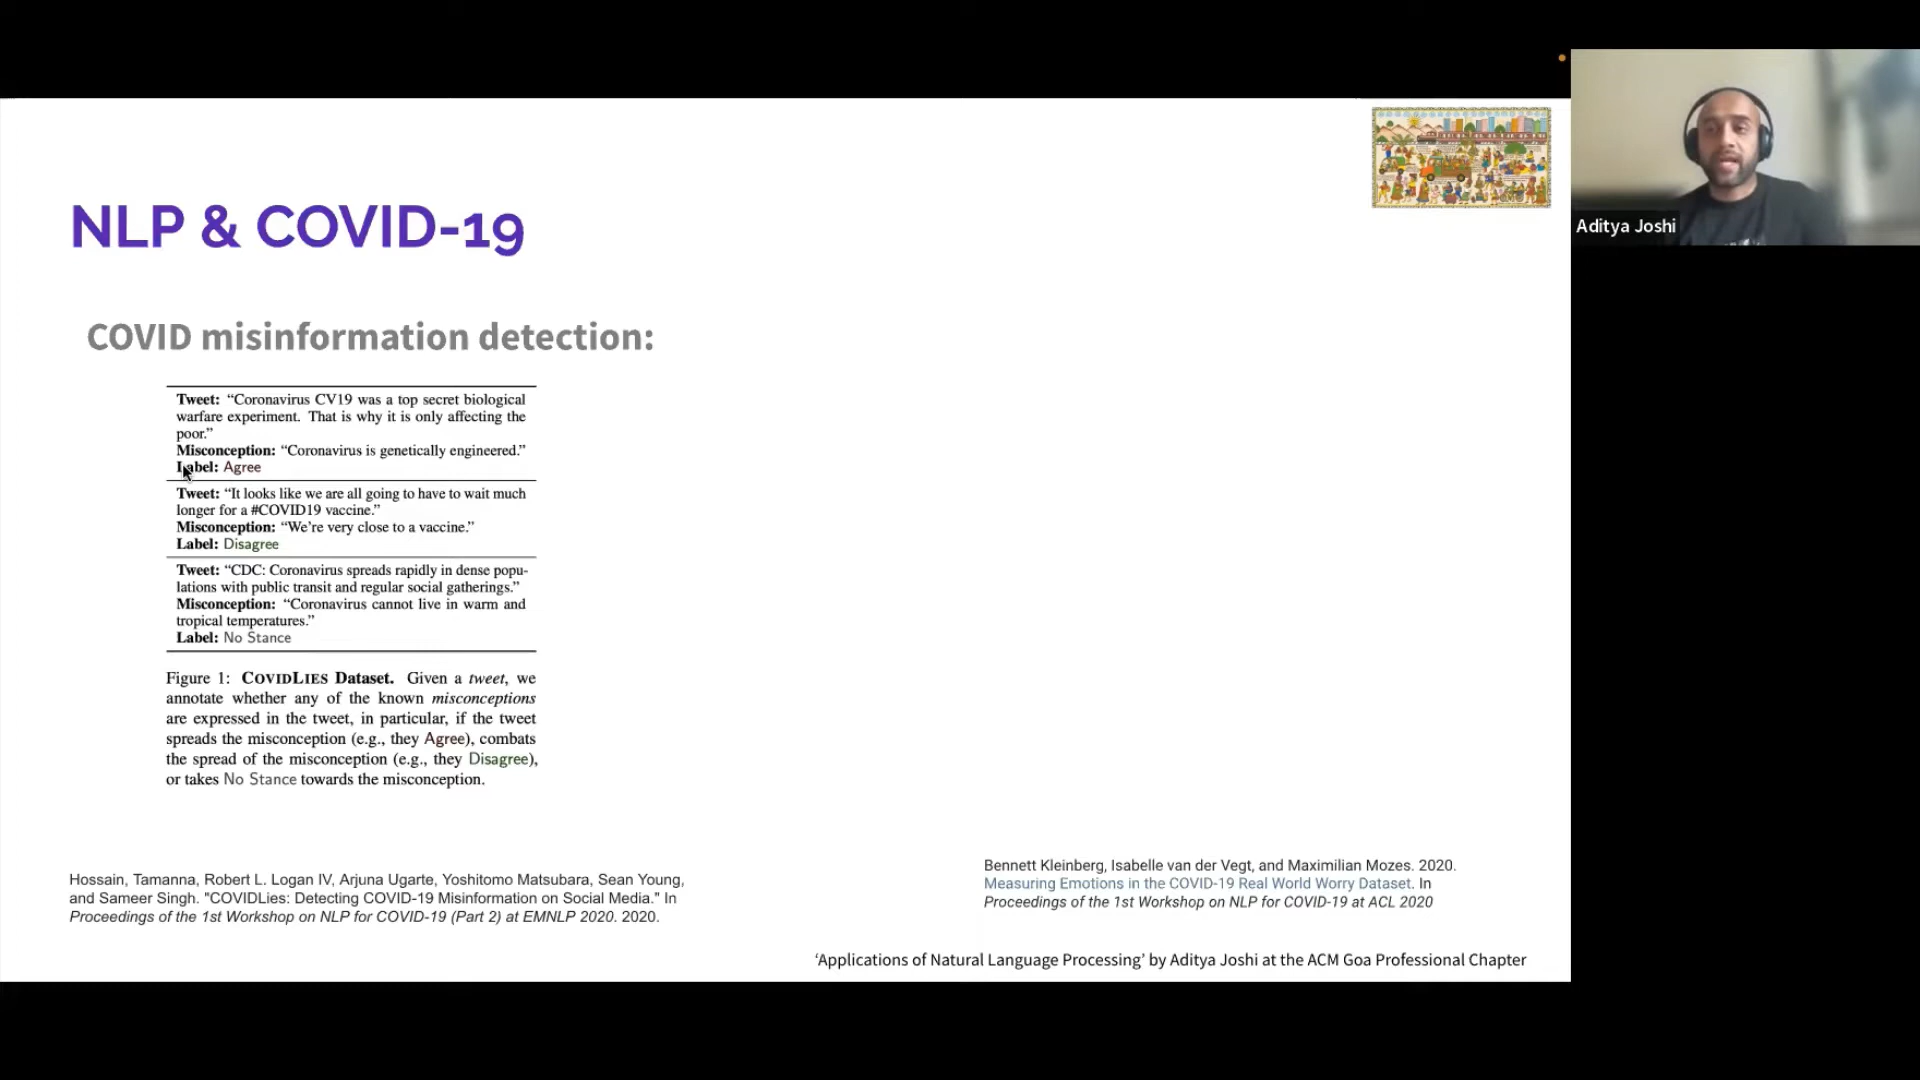 NLP & COVID-19
COVID misinformation detection:
Tweet: “Coronavirus CV19 was a top secret biological
warfare experiment. That is why it is only affecting the
poor.”
Misconception: “Coronavirus is genetically engineered.”
Label: Agree
Tweet: “It looks like we are all going to have to wait much
longer for a #COVID19 vaccine.”
Misconception: “We’re very close to a vaccine.”
Label: Disagree
Tweet: “CDC: Coronavirus spreads rapidly in dense popu-
lations with public transit and regular social gatherings.”
Misconception: “Coronavirus cannot live in warm and
tropical temperatures.”
Label: No Stance
Figure 1: COVIDLIES Dataset. Given a tweet, we
annotate whether any of the known misconceptions
are expressed in the tweet, in particular, if the tweet
spreads the misconception (e.g., they Agree), combats
the spread of the misconception (e.g., they Disagree),
or takes No Stance towards the misconception.
Hossain, Tamanna, Robert L. Logan IV, Arjuna Ugarte, Yoshitomo Matsubara, Sean Young,
and Sameer Singh. "COVIDLies: Detecting COVID-19 Misinformation on Social Media." In
Proceedings of the 1st Workshop on NLP for COVID-19 (Part 2) at EMNLP 2020. 2020.
Bennett Kleinberg, Isabelle van der Vegt, and Maximilian Mozes. 2020.
Measuring Emotions in the COVID-19 Real World Worry Dataset. In
Proceedings of the 1st Workshop on NLP for COVID-19 at ACL 2020
‘Applications of Natural Language Processing’ by Aditya Joshi at the ACM Goa Professional Chapter
Aditya Joshi